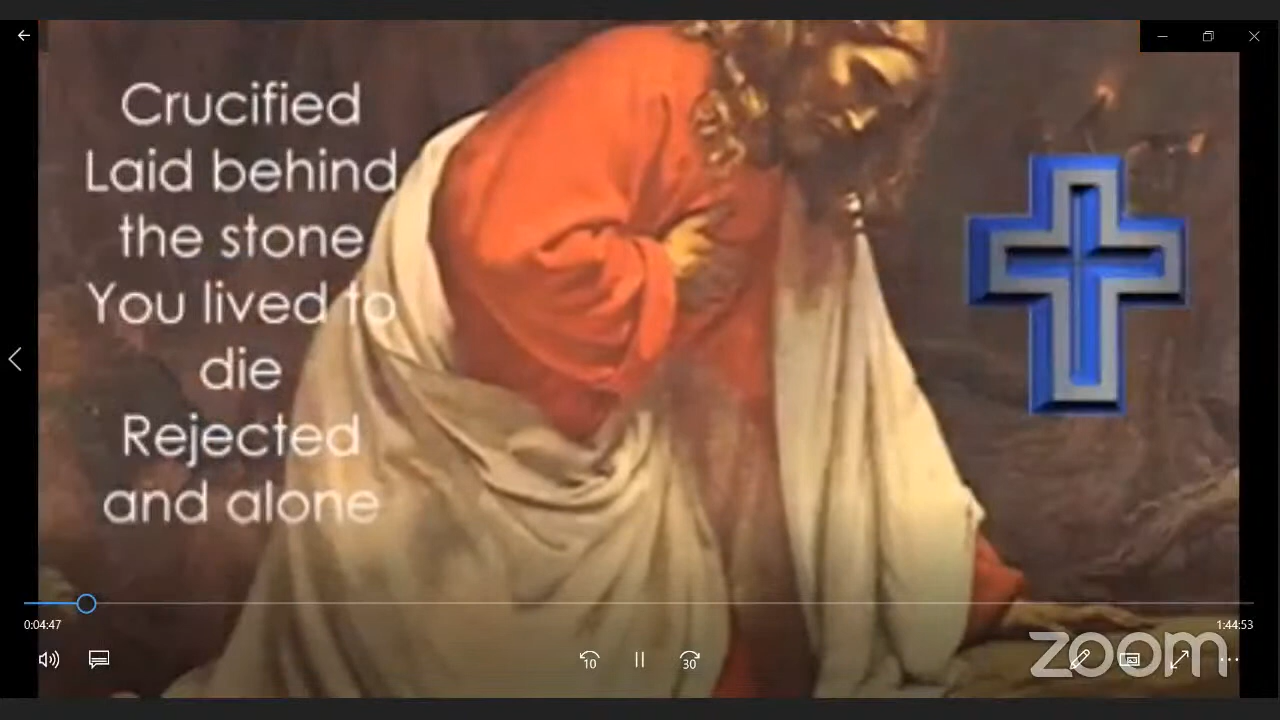 Crucified
Laid behind
the stone
You lived to
die
Rejected
and alone
0:04:47
1:44:53
10
30
zoom